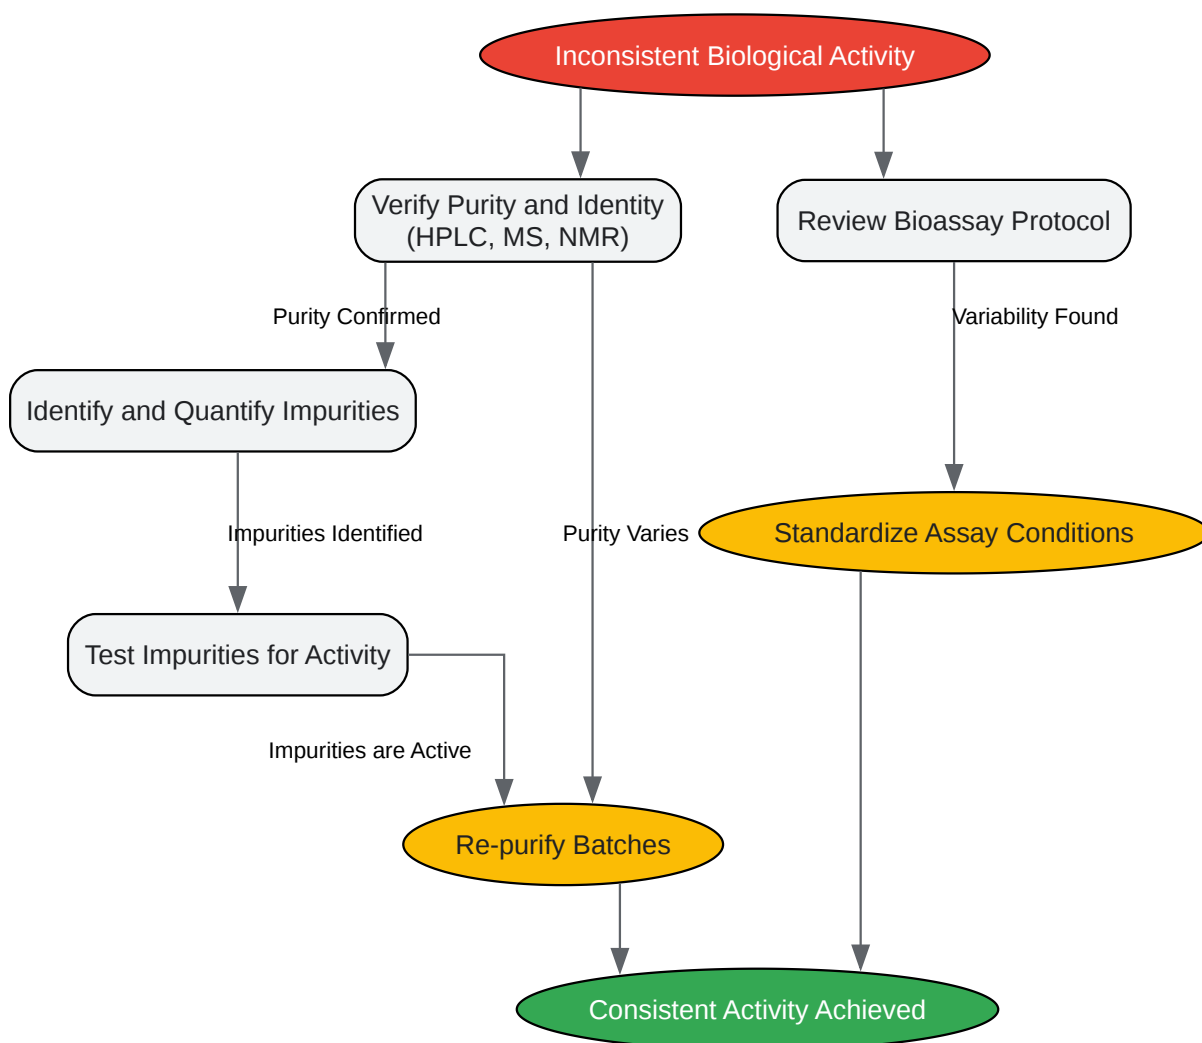 Inconsistent Biological Activity
Verify Purity and Identity
(HPLC, MS, NMR)
Review Bioassay Protocol
Purity Confirmed
Variability Found
Identify and Quantify Impurities
Impurities Identified
Purity Varies
Standardize Assay Conditions
Test Impurities for Activity
Impurities are Active
Re-purify Batches
Consistent Activity Achieved